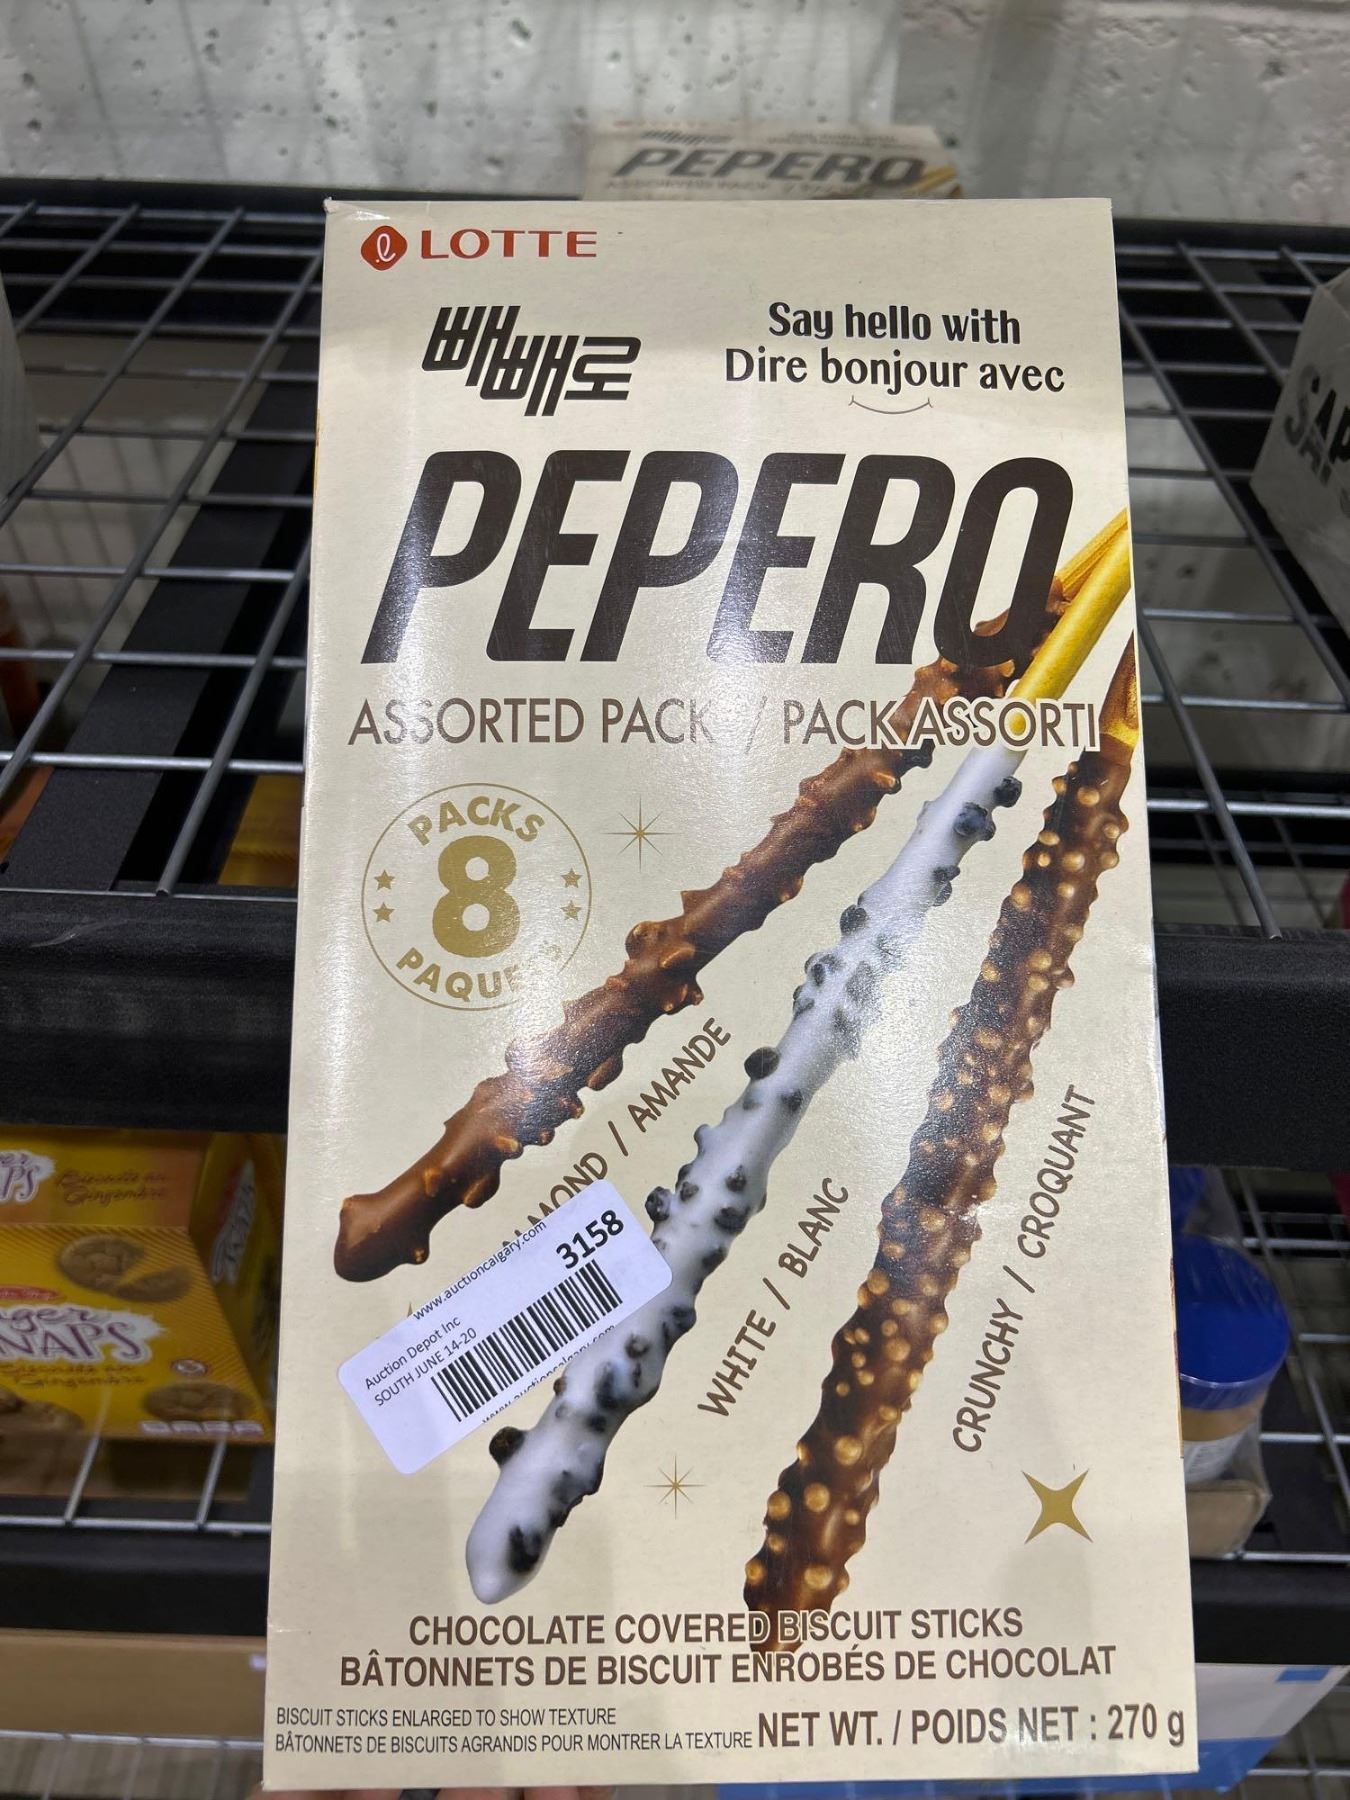 PEPERO
LOTTE
빼빼로
Say hello with
Dire bonjour avec
PEPERO
ASSORTED PACK / PACK ASSORTI
PACKS
8
ALMOND / AMANDE
WHITE / BLANC
CRUNCHY / CROQUANT
www.auctioncalgary.com
3158
Auction Depot Inc
SOUTH JUNE 14-20
CHOCOLATE COVERED BISCUIT STICKS
BÂTONNETS DE BISCUIT ENROBÉS DE CHOCOLAT
BISCUIT STICKS ENLARGED TO SHOW TEXTURE
BÂTONNETS DE BISCUITS AGRANDIS POUR MONTRER LA TEXTURE
NET WT. / POIDS NET : 270 g